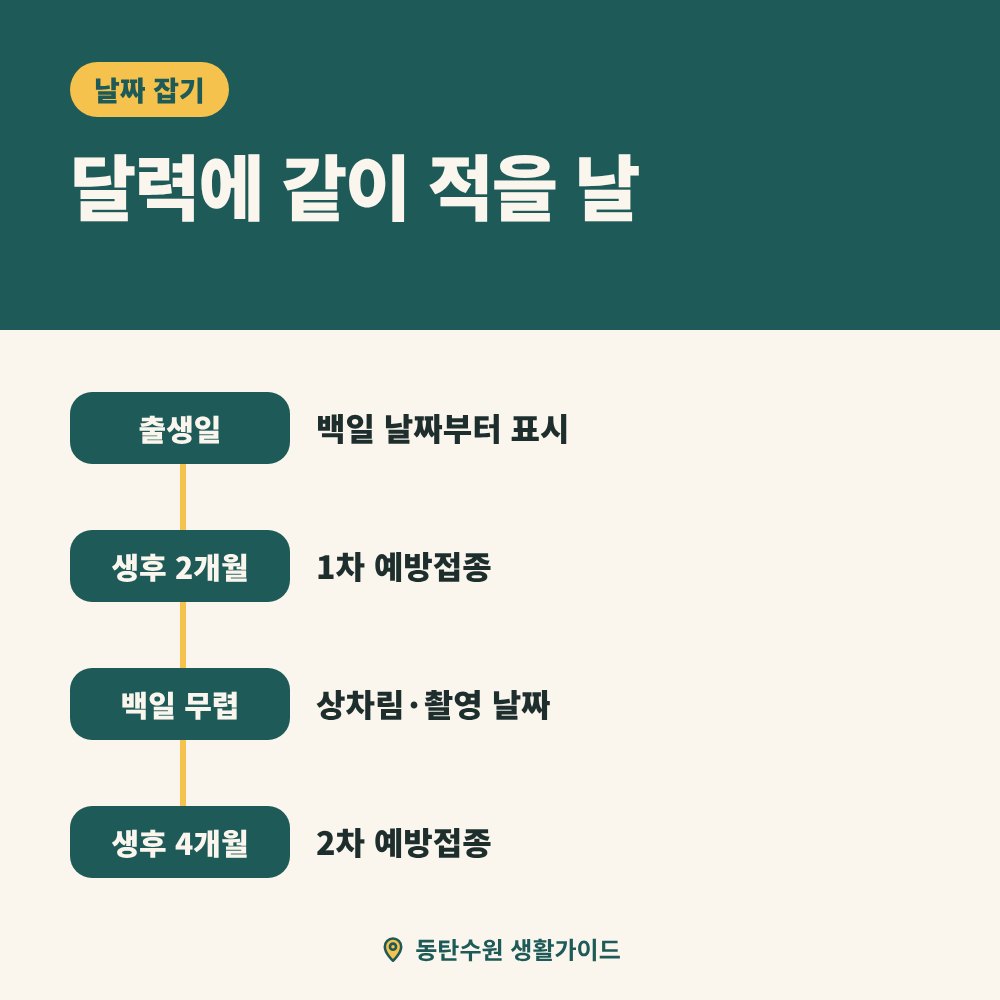 날짜 잡기
달력에 같이 적을 날
출생일
백일 날짜부터 표시
생후 2개월
1차 예방접종
백일 무렵
상차림·촬영 날짜
생후 4개월
2차 예방접종
동탄수원 생활가이드